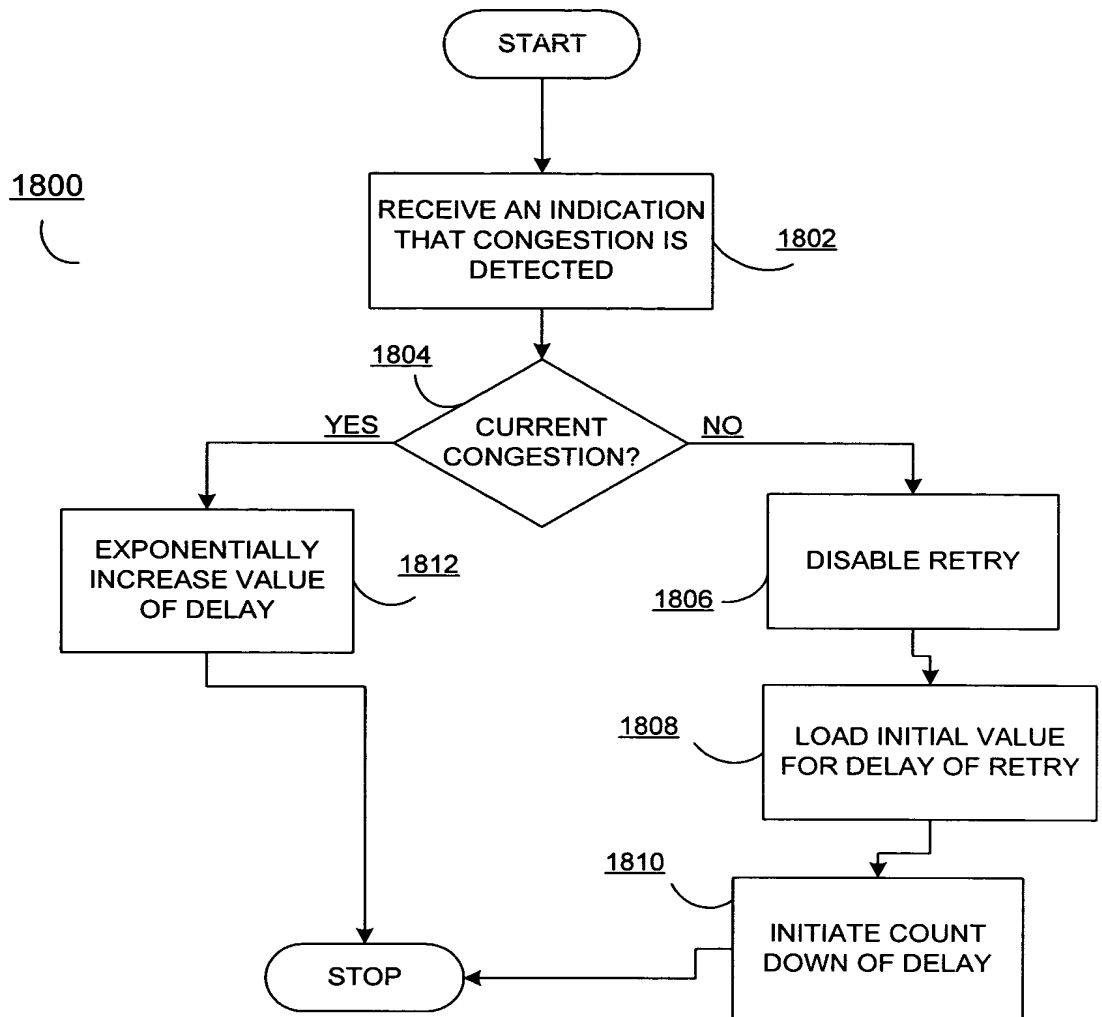 START
1800
RECEIVE AN INDICATION
THAT CONGESTION IS
DETECTED
1802
1804
CURRENT
CONGESTION?
YES
NO
EXPONENTIALLY
INCREASE VALUE
OF DELAY
1812
DISABLE RETRY
1806
LOAD INITIAL VALUE
FOR DELAY OF RETRY
1808
1810
INITIATE COUNT
DOWN OF DELAY
STOP